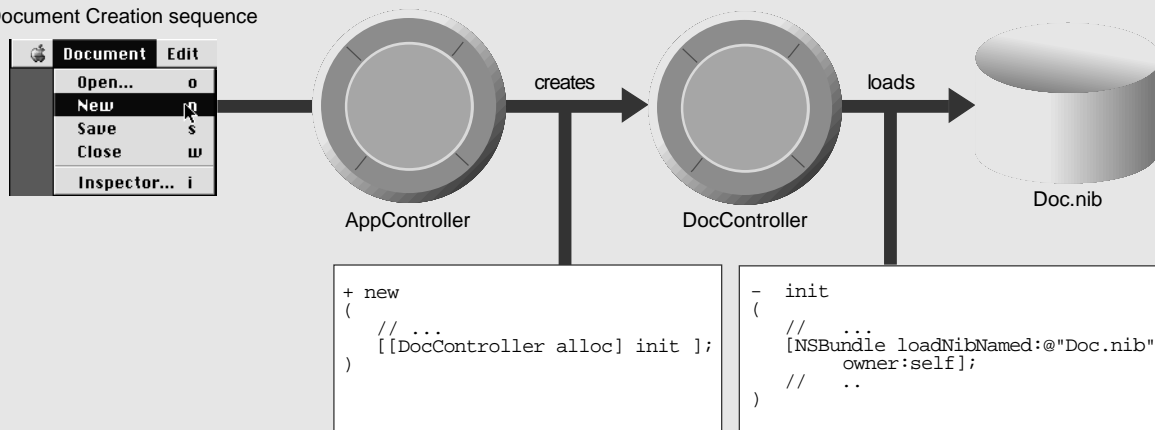 ocument Creation sequence
Document Edit
Open... o
New n
Save s
Close w
Inspector... i
creates
loads
AppController
DocController
Doc.nib
+ new
(
// ...
[[DocController alloc] init ];
)
- init
(
// ...
[NSBundle loadNibNamed:@"Doc.nib"
owner:self];
// ..
)